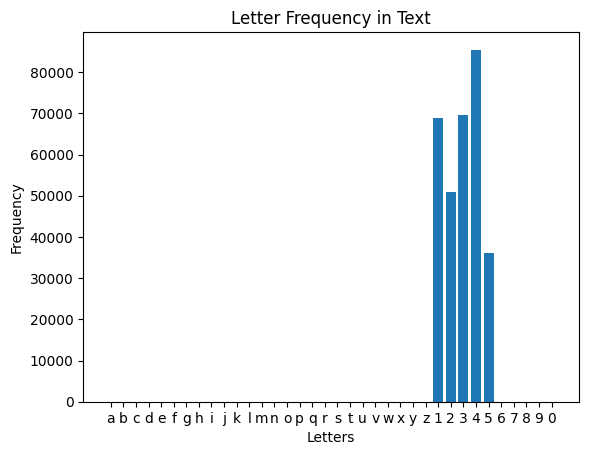 Letter Frequency in Text
80000
70000
60000
50000
40000
30000
20000
10000
0
Frequency
a b c d e f g h i j k l m n o p q r s t u v w x y z 1 2 3 4 5 6 7 8 9 0
Letters